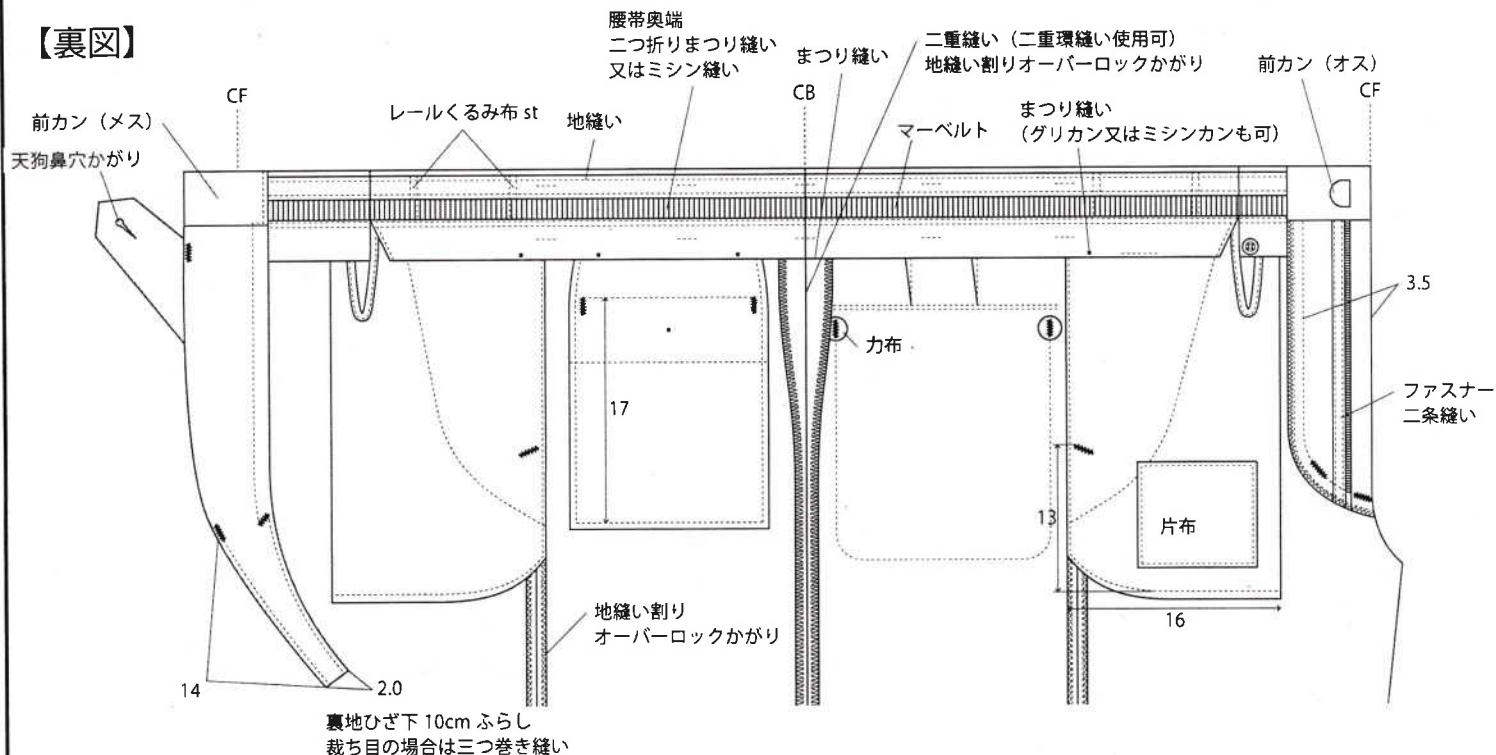 【裏図】
腰帯奥端
二つ折りまつり縫い
又はミシン縫い
まつり縫い
二重縫い（二重環縫い使用可）
地縫い割りオーバーロックかがり
前カン（オス）
CF
CB
CF
前カン（メス）
レールくるみ布 st
地縫い
マーベルト
まつり縫い
（グリカン又はミシンカンも可）
天狗鼻穴かがり
3.5
力布
ファスナー
二条縫い
17
13
片布
16
地縫い割り
オーバーロックかがり
14
2.0
裏地ひざ下 10cm ふらし
裁ち目の場合は三つ巻き縫い